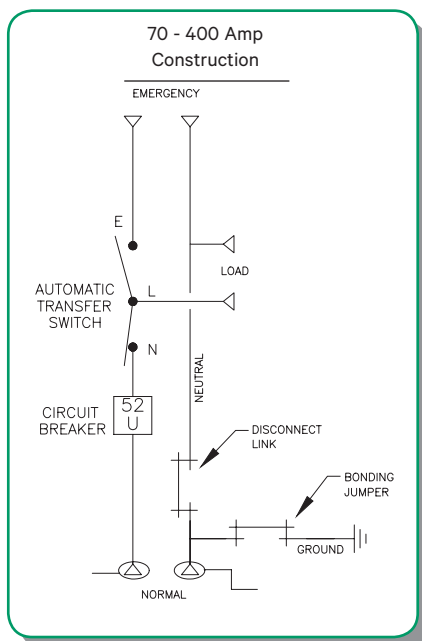 70 - 400 Amp
Construction
EMERGENCY
E
LOAD
AUTOMATIC
TRANSFER
SWITCH
L
N
NEUTRAL
CIRCUIT
BREAKER
52
U
DISCONNECT
LINK
BONDING
JUMPER
GROUND
NORMAL